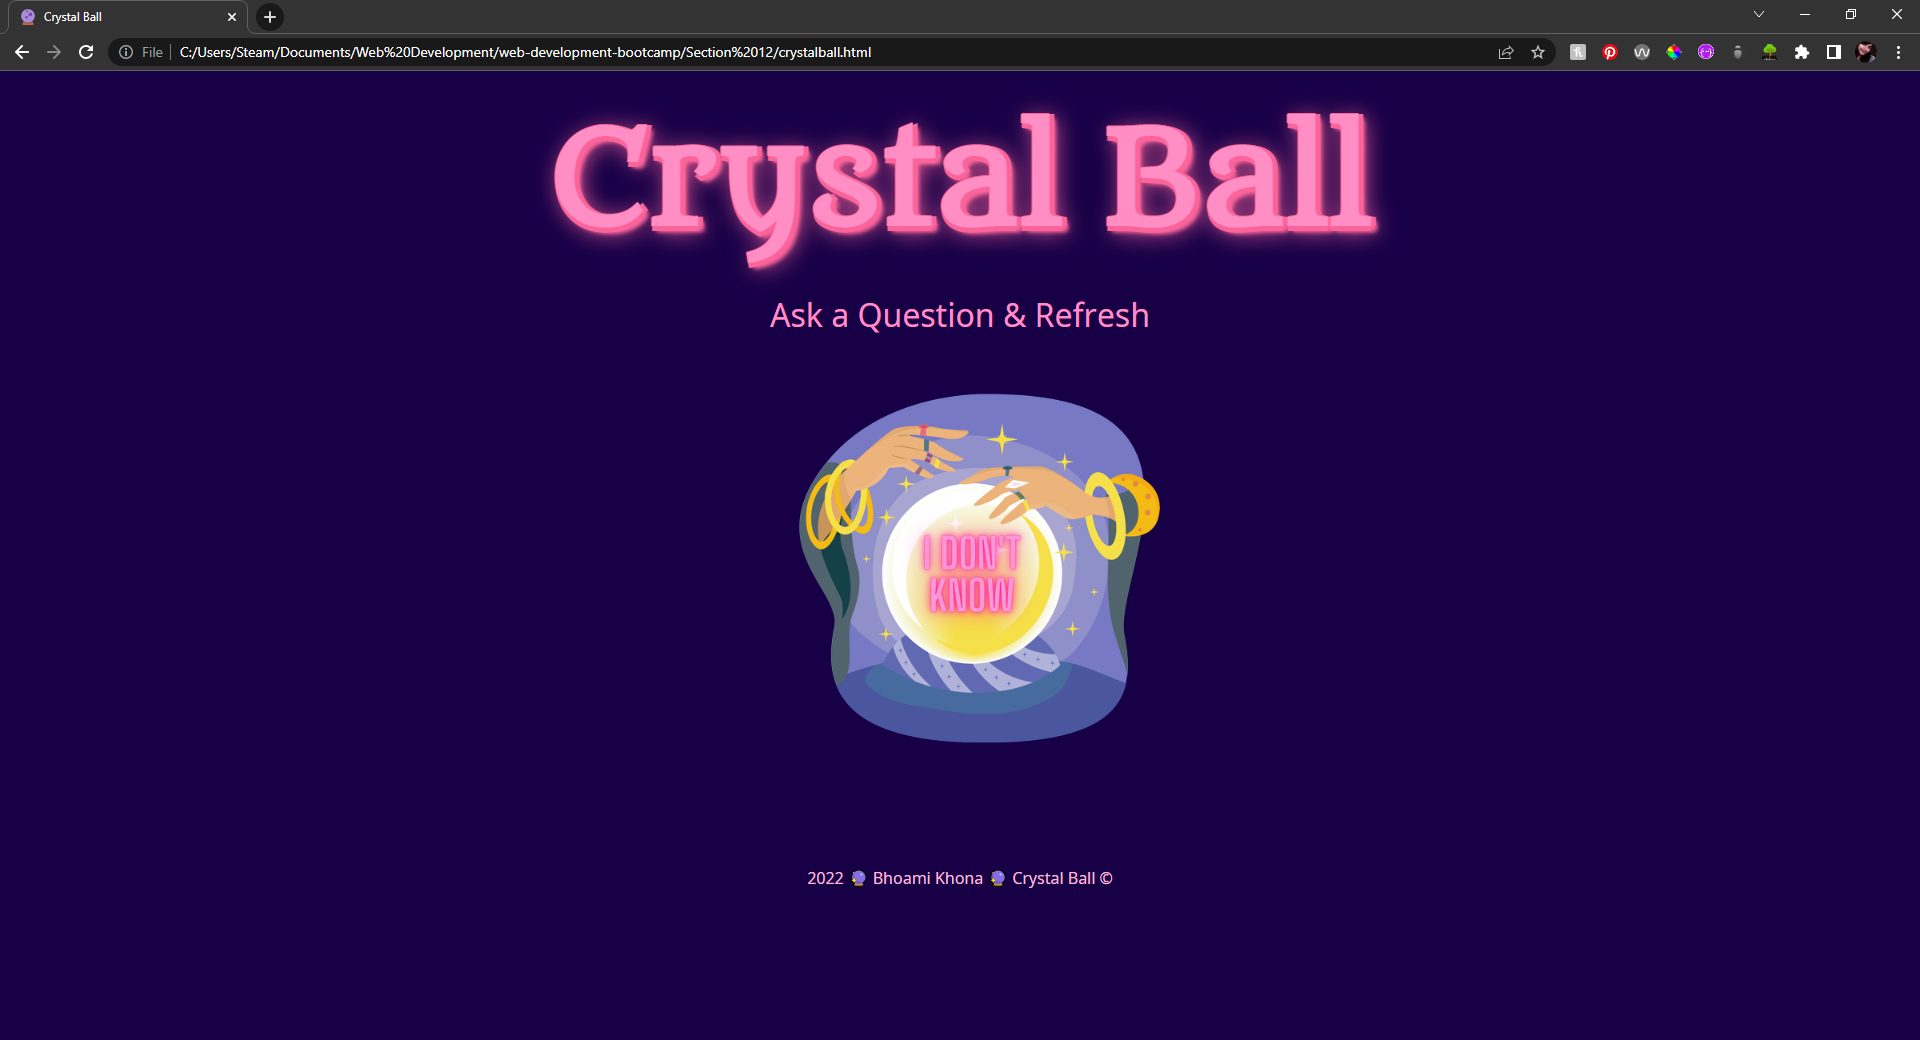 Crystal Ball
File
C:/Users/Steam/Documents/Web%20Development/web-development-bootcamp/Section%2012/crystalball.html
Crystal Ball
Ask a Question & Refresh
I DON'T
KNOW
2022 🔮 Bhoami Khona 🔮 Crystal Ball ©